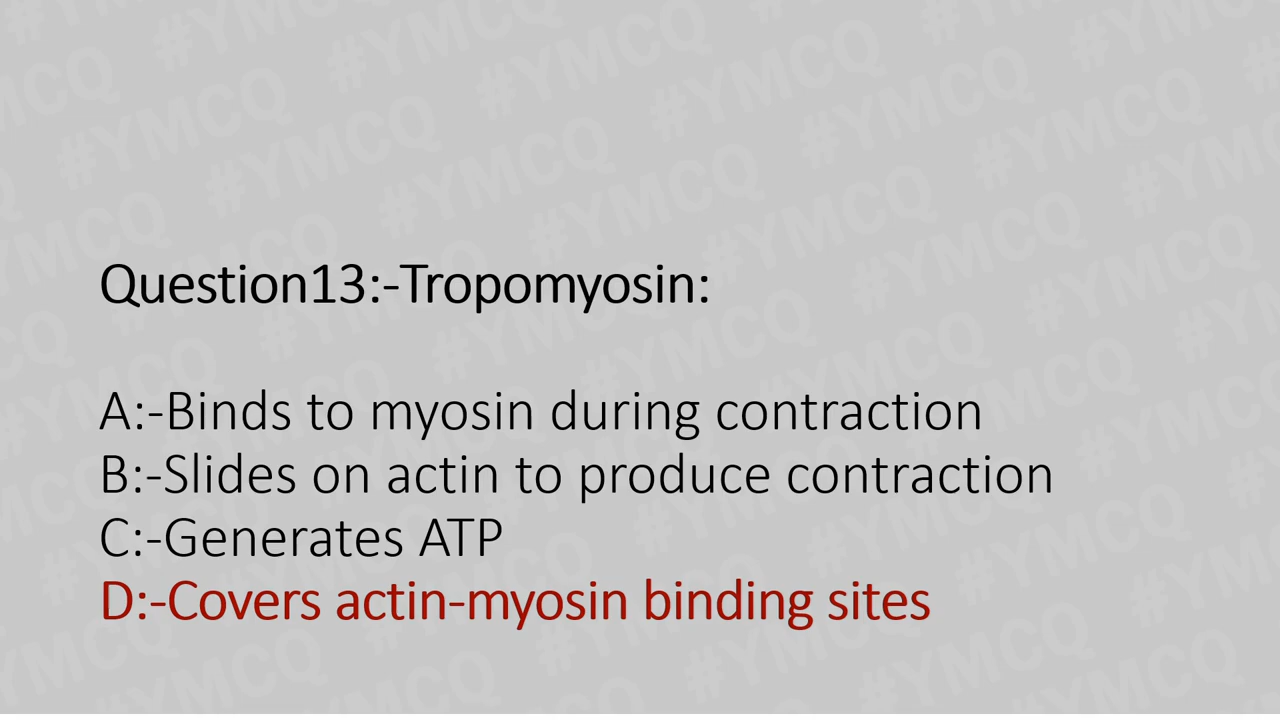 Question13:-Tropomyosin:
A:-Binds to myosin during contraction
B:-Slides on actin to produce contraction
C:-Generates ATP
D:-Covers actin-myosin binding sites
#YMCQ